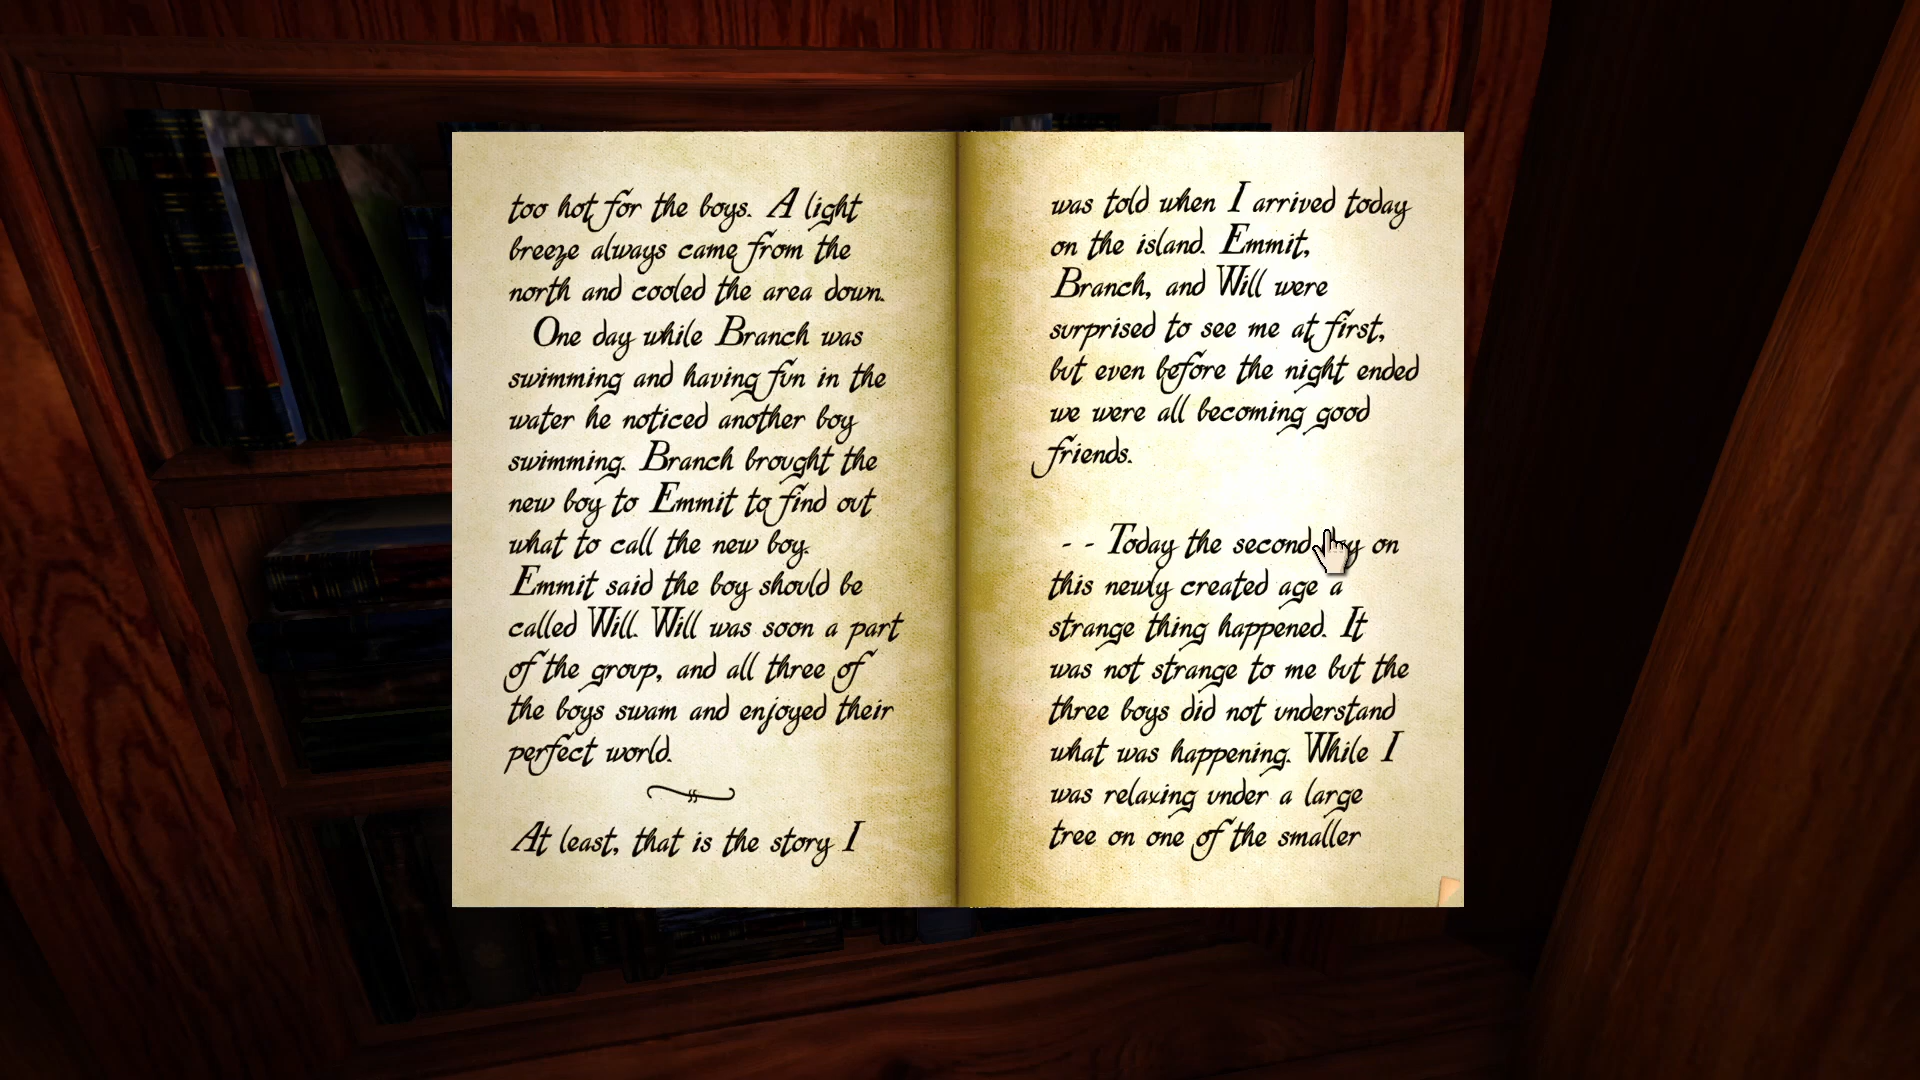 too hot for the boys. A light
breeze always came from the
north and cooled the area down.
One day while Branch was
swimming and having fun in the
water he noticed another boy
swimming. Branch brought the
new boy to Emmit to find out
what to call the new boy.
Emmit said the boy should be
called Will. Will was soon a part
of the group, and all three of
the boys swam and enjoyed their
perfect world.
At least, that is the story I
was told when I arrived today
on the island. Emmit,
Branch, and Will were
surprised to see me at first,
but even before the night ended
we were all becoming good
friends.
- - Today the second on
this newly created age a
strange thing happened. It
was not strange to me but the
three boys did not understand
what was happening. While I
was relaxing under a large
tree on one of the smaller